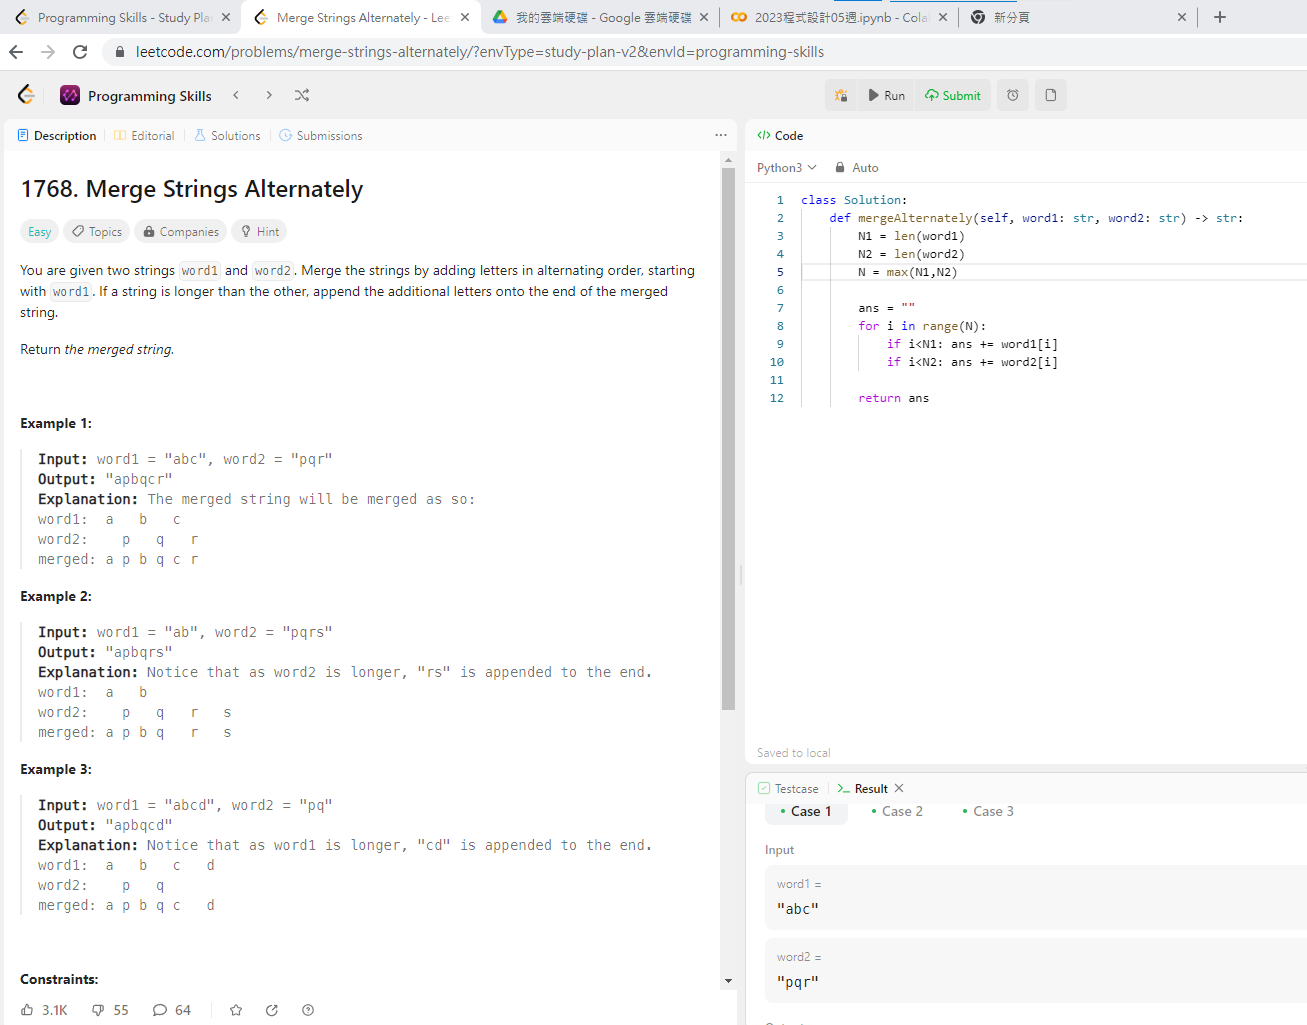 Programming Skills - Study Pla
Merge Strings Alternately - Lee
我的雲端硬碟 - Google 雲端硬碟
2023程式設計05週.ipynb - Cola
新分頁
leetcode.com/problems/merge-strings-alternately/?envType=study-plan-v2&envId=programming-skills
Programming Skills
Run
Submit
Description
Editorial
Solutions
Submissions
1768. Merge Strings Alternately
Easy
Topics
Companies
Hint
You are given two strings word1 and word2. Merge the strings by adding letters in alternating order, starting
with word1. If a string is longer than the other, append the additional letters onto the end of the merged
string.
Return the merged string.
Example 1:
Input: word1 = "abc", word2 = "pqr"
Output: "apbqcr"
Explanation: The merged string will be merged as so:
word1:  a   b   c
word2:    p   q   r
merged: a p b q c r
Example 2:
Input: word1 = "ab", word2 = "pqrs"
Output: "apbqrs"
Explanation: Notice that as word2 is longer, "rs" is appended to the end.
word1:  a   b
word2:    p   q   r   s
merged: a p b q   r   s
Example 3:
Input: word1 = "abcd", word2 = "pq"
Output: "apbqcd"
Explanation: Notice that as word1 is longer, "cd" is appended to the end.
word1:  a   b   c   d
word2:    p   q
merged: a p b q c   d
Constraints:
3.1K
55
64
</> Code
Python3
Auto
1 class Solution:
2     def mergeAlternately(self, word1: str, word2: str) -> str:
3         N1 = len(word1)
4         N2 = len(word2)
5         N = max(N1,N2)
6
7         ans = ""
8         for i in range(N):
9             if i<N1: ans += word1[i]
10             if i<N2: ans += word2[i]
11
12         return ans
Saved to local
Testcase
>_ Result
Case 1
Case 2
Case 3
Input
word1 =
"abc"
word2 =
"pqr"